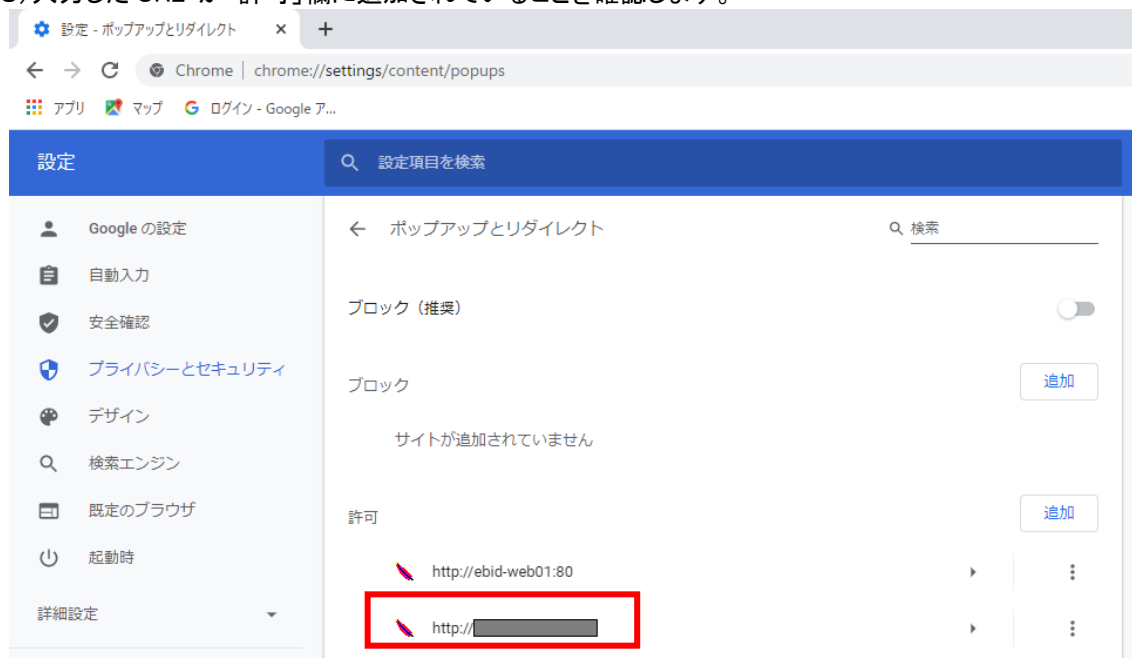 設定 - ポップアップとリダイレクト
Chrome | chrome://settings/content/popups
アプリ マップ G ログイン - Google ア...
設定
設定項目を検索
Google の設定
自動入力
安全確認
プライバシーとセキュリティ
デザイン
検索エンジン
既定のブラウザ
起動時
詳細設定
ポップアップとリダイレクト
検索
ブロック（推奨）
ブロック
追加
サイトが追加されていません
許可
追加
http://ebid-web01:80
http://